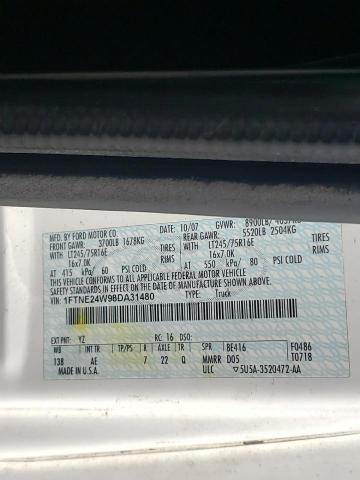 MFD. BY FORD MOTOR CO.
DATE: 10/07 GVWR: 8900LB/ 4037KG
FRONT GAWR: 3700LB 1678KG REAR GAWR: 5520LB 2504KG
LT245/75R16E TIRES LT245/75R16E TIRES
16x7.0K RIMS 16x7.0K RIMS
AT 415 kPa/ 60 PSI COLD AT 550 kPa/ 80 PSI COLD
THIS VEHICLE CONFORMS TO ALL APPLICABLE FEDERAL MOTOR VEHICLE
SAFETY STANDARDS IN EFFECT ON THE DATE OF MANUFACTURE SHOWN ABOVE.
VIN: 1FTNE24W98DA31480
TYPE: Truck
F0486
T0718
EXT PNT: YZ RC: 16 DSO:
WB INT TR TP/PS R AXLE TR SPR BE416
138 AE 7 22 Q MMRR D05
MADE IN U.S.A. ULC 5U5A-3520472-AA